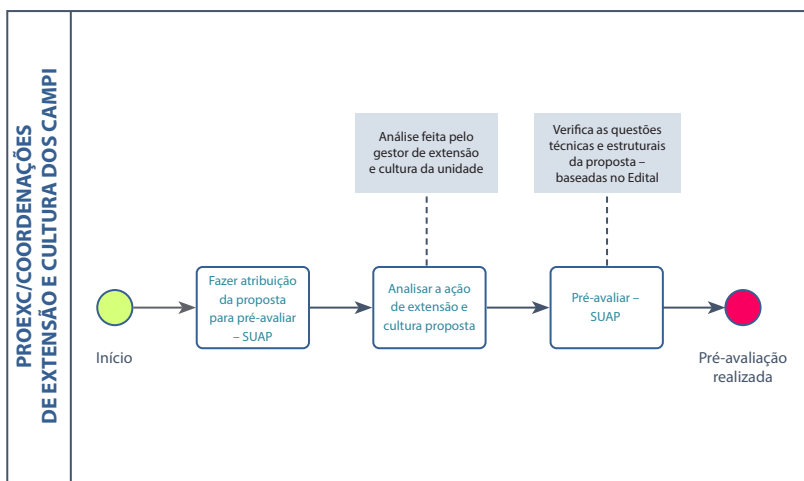 PROEXC/COORDENAÇÕES
DE EXTENSÃO E CULTURA DOS CAMPI
Análise feita pelo
gestor de extensão
e cultura da unidade
Verifica as questões
técnicas e estruturais
da proposta –
baseadas no Edital
Início
Fazer atribuição
da proposta
para pré-avaliar
– SUAP
Analisar a ação
de extensão e
cultura proposta
Pré-avaliar –
SUAP
Pré-avaliação
realizada